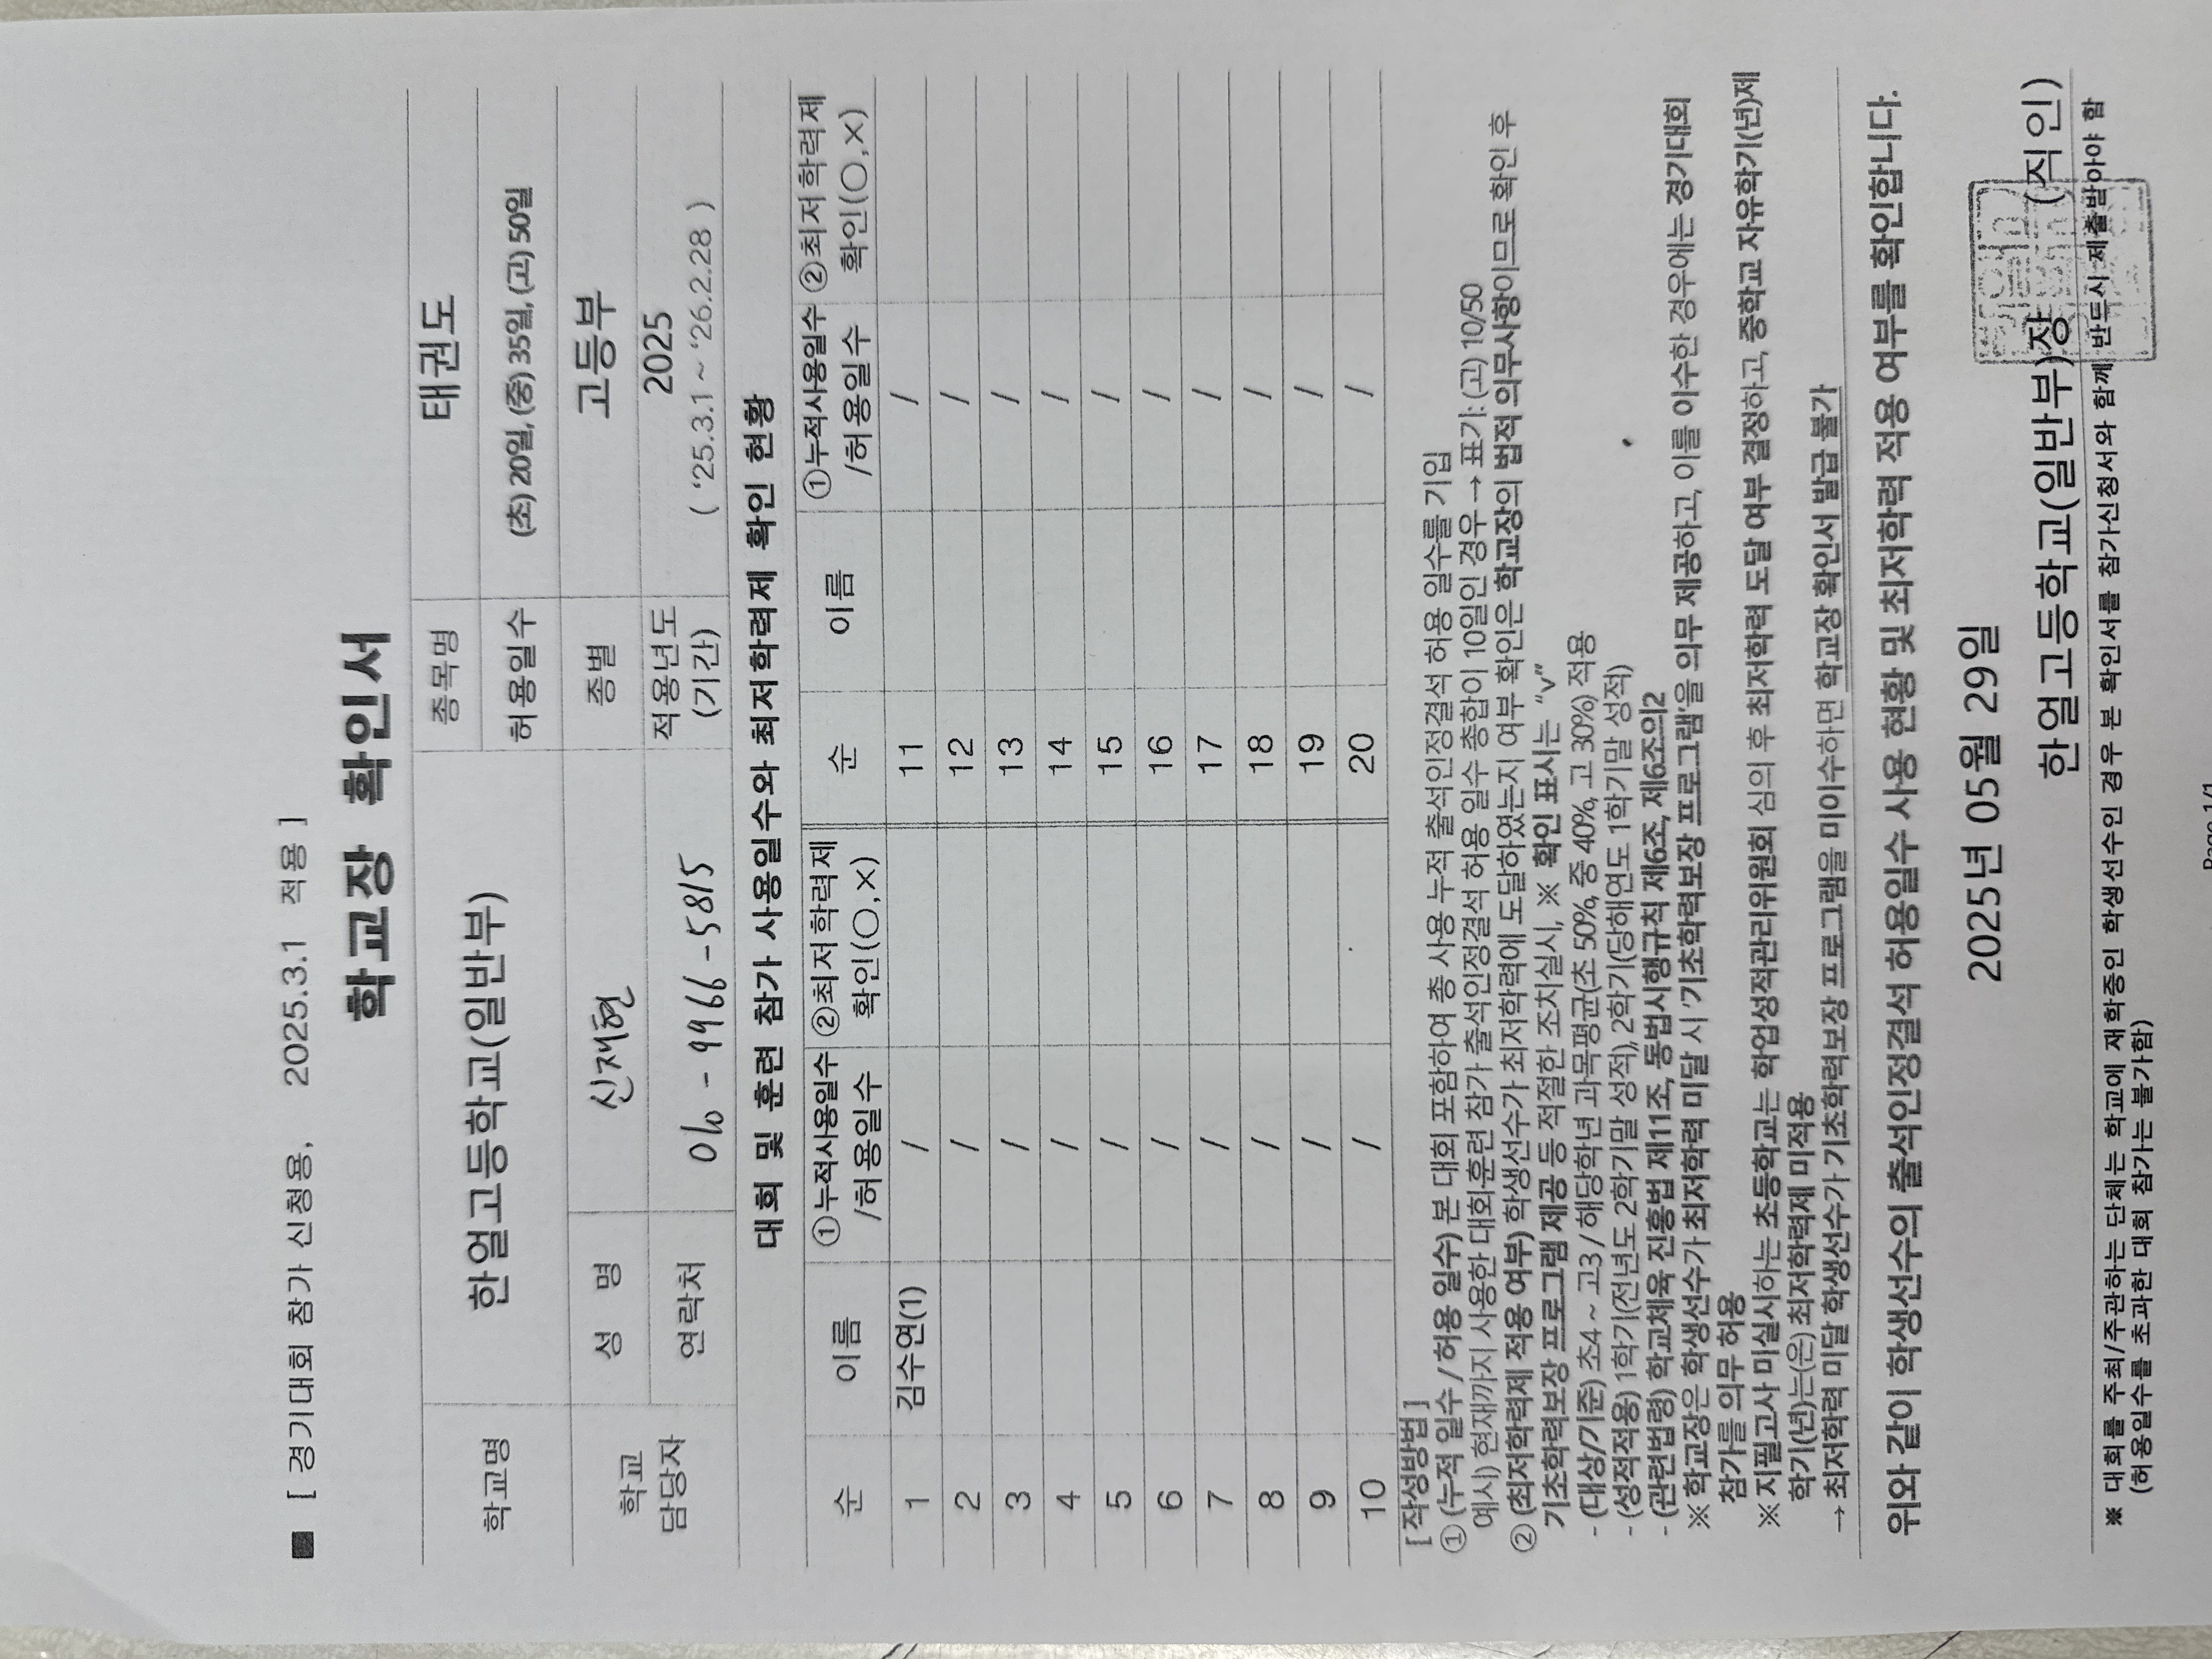 ■ [ 경기대회 참가 신청용, 2025.3.1 적용 ]
학교장 확인서
학교명 한얼고등학교(일반부) 종목명 태권도
허용일수 (초) 20일, (중) 35일, (고) 50일
학교 담당자 성 명 신재현 종별 고등부
연락처 010-9966-5815 적용년도 (기간) 2025 ( ‘25.3.1 ~ ‘26.2.28 )
대회 및 훈련 참가 사용일수와 최저학력제 확인 현황
순 이름 ①누적사용일수 /허용일수 ②최저학력제 확인(○,×) 순 이름 ①누적사용일수 /허용일수 ②최저학력제 확인(○,×)
1 김수연(1) / 11 /
2 / 12 /
3 / 13 /
4 / 14 /
5 / 15 /
6 / 16 /
7 / 17 /
8 / 18 /
9 / 19 /
10 / 20 /
[ 작성방법 ]
① (누적 일수 / 허용 일수) 본 대회 포함하여 총 사용 누적 출석인정결석 허용 일수를 기입
예시) 현재까지 사용한 대회훈련 참가 출석인정결석 허용 일수 총합이 10일인 경우 → 표기: (고) 10/50
② (최저학력제 적용 여부) 학생선수가 최저학력에 도달하였는지 여부 확인은 학교장의 법적 의무사항이므로 확인 후
기초학력보장 프로그램 제공 등 적절한 조치실시, ※ 확인 표시는 “v”
- (대상/기준) 초4 ~ 고3 / 해당학년 과목평균(초 50%, 중 40%, 고 30%) 적용
- (성적적용) 1학기(전년도 2학기말 성적), 2학기(당해연도 1학기말 성적)
- (관련법령) 학교체육 진흥법 제11조, 동법시행규칙 제6조, 제6조의2
※ 학교장은 학생선수가 최저학력 미달 시 ‘기초학력보장 프로그램’을 의무 제공하고, 이를 이수한 경우에는 경기대회
참가를 의무 허용
※ 지필고사 미실시하는 초등학교는 학업성적관리위원회 심의 후 최저학력 도달 여부 결정하고, 중학교 자유학기(년)제
학기(년)는(은) 최저학력제 미적용
→ 최저학력 미달 학생선수가 기초학력보장 프로그램을 미이수하면 학교장 확인서 발급 불가
위와 같이 학생선수의 출석인정결석 허용일수 사용 현황 및 최저학력 적용 여부를 확인합니다.
2025년 05월 29일
한얼고등학교(일반부)장 (직인)
※ 대회를 주최/주관하는 단체는 학교에 재학중인 학생선수인 경우 본 확인서를 참가신청서와 함께 반드시 제출받아야 함
(허용일수를 초과한 대회 참가는 불가함)